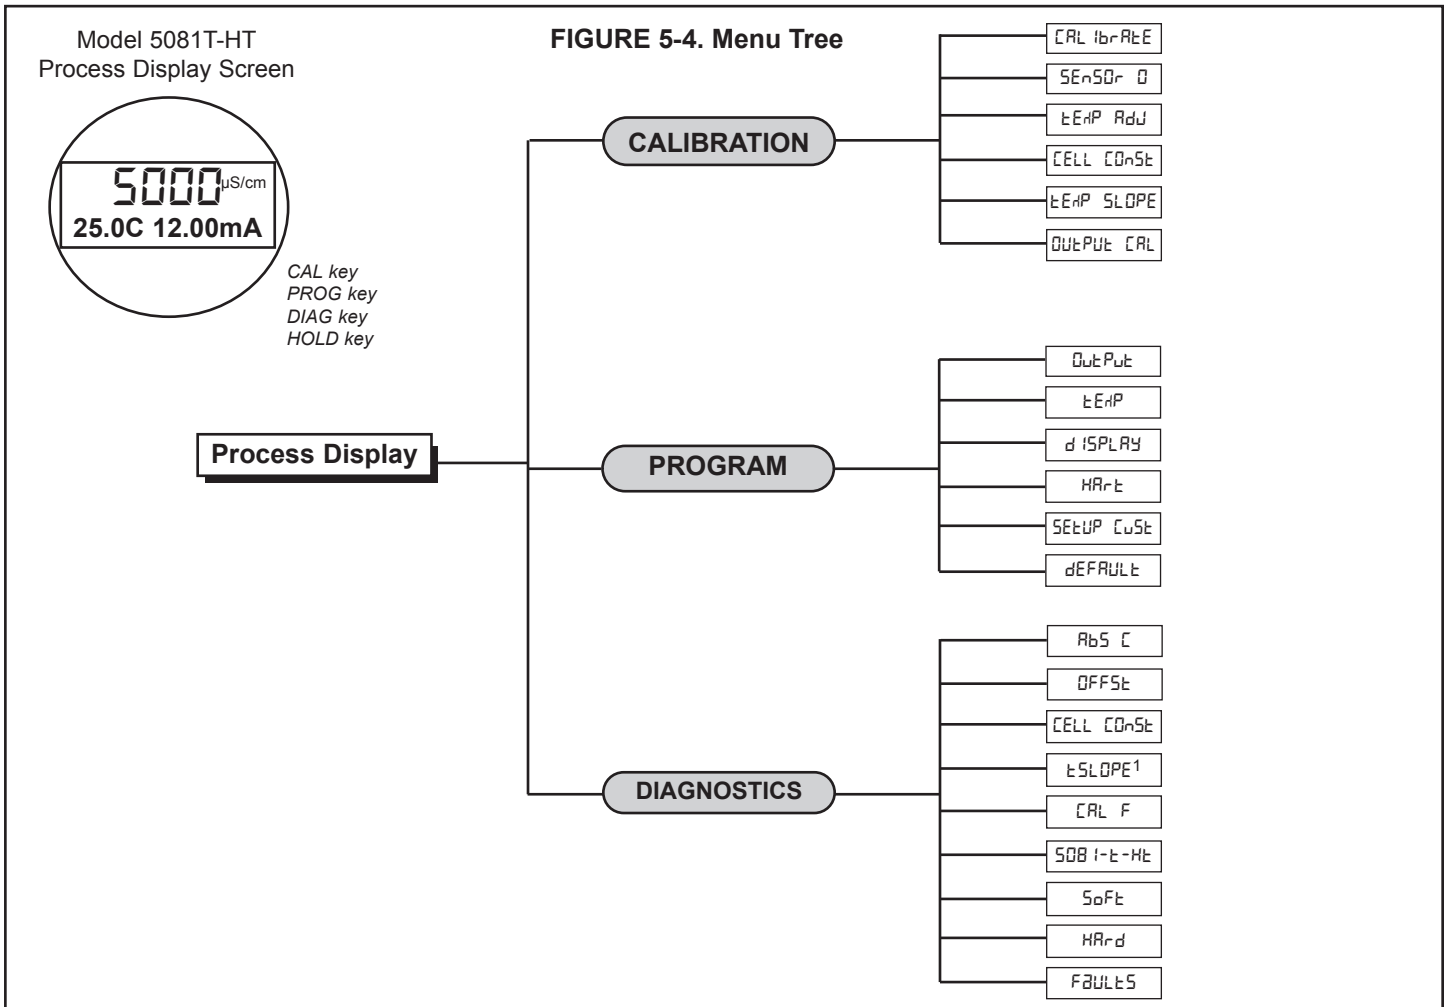 Model 5081T-HT
Process Display Screen
FIGURE 5-4. Menu Tree
5000 µS/cm
25.0C 12.00mA
CAL key
PROG key
DIAG key
HOLD key
Process Display
CALIBRATION
CALIbrAtE
SEnSOr 0
tEMP AdJ
CELL COnSt
tEMP SLOPE
OUtPUt CAL
PROGRAM
OutPut
tEMP
dISPLAY
HArt
SEtUP CuSt
dEFAULt
DIAGNOSTICS
AbS C
OFFSt
CELL COnSt
tSLOPE¹
CAL F
5081-t-Ht
SoFt
HArd
FaULtS